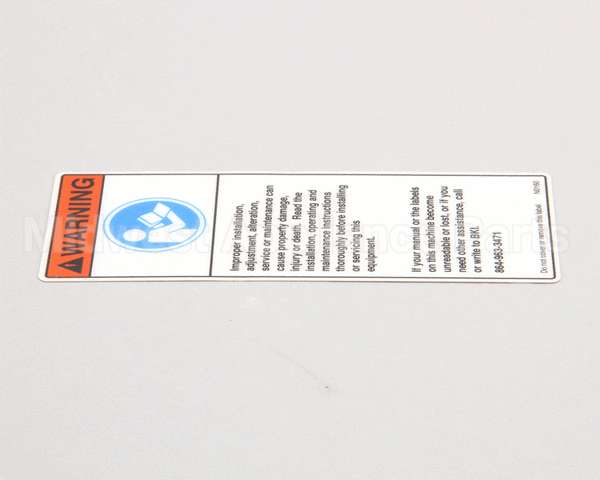 WARNING
Improper installation,
adjustment, alteration,
service or maintenance can
cause property damage,
injury or death. Read the
installation, operating and
maintenance instructions
thoroughly before installing
or servicing this
equipment.
If your manual or the labels
on this machine become
unreadable or lost, or if you
need other assistance, call
or write to BKI.
864-963-3471
Do not cover or remove this label N0190